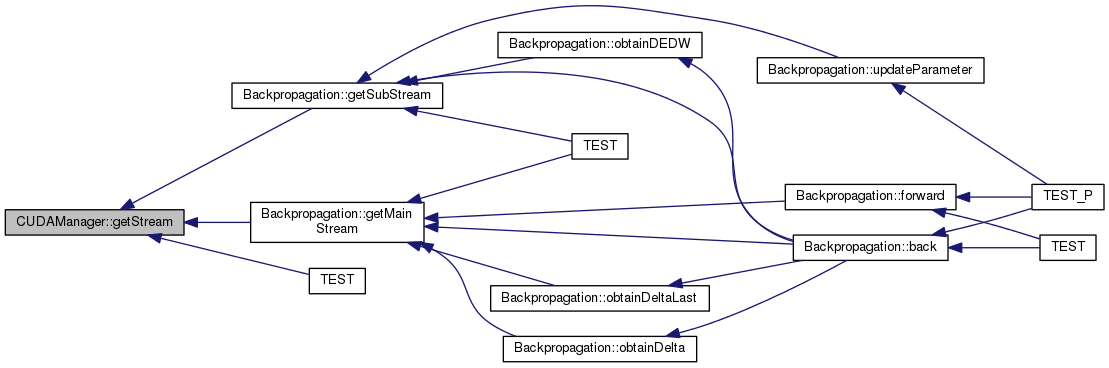 Backpropagation::obtainDEDW
Backpropagation::updateParameter
Backpropagation::getSubStream
TEST
Backpropagation::forward
TEST_P
CUDAManager::getStream
Backpropagation::getMain
Stream
Backpropagation::back
TEST
TEST
Backpropagation::obtainDeltaLast
Backpropagation::obtainDelta